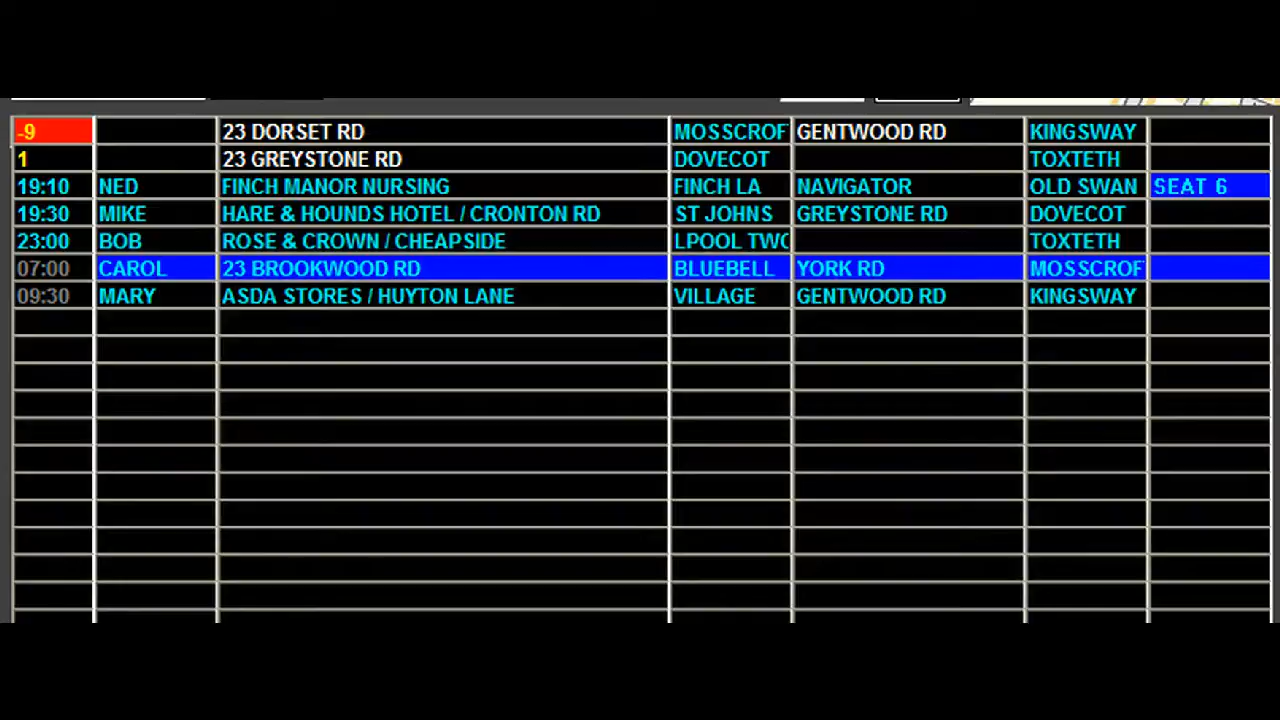 -9 23 DORSET RD MOSSCROF GENTWOOD RD KINGSWAY
1 23 GREYSTONE RD DOVECOT TOXTETH
19:10 NED FINCH MANOR NURSING FINCH LA NAVIGATOR OLD SWAN SEAT 6
19:30 MIKE HARE & HOUNDS HOTEL / CRONTON RD ST JOHNS GREYSTONE RD DOVECOT
23:00 BOB ROSE & CROWN / CHEAPSIDE LPOOL TWO TOXTETH
07:00 CAROL 23 BROOKWOOD RD BLUEBELL YORK RD MOSSCROF
09:30 MARY ASDA STORES / HUYTON LANE VILLAGE GENTWOOD RD KINGSWAY